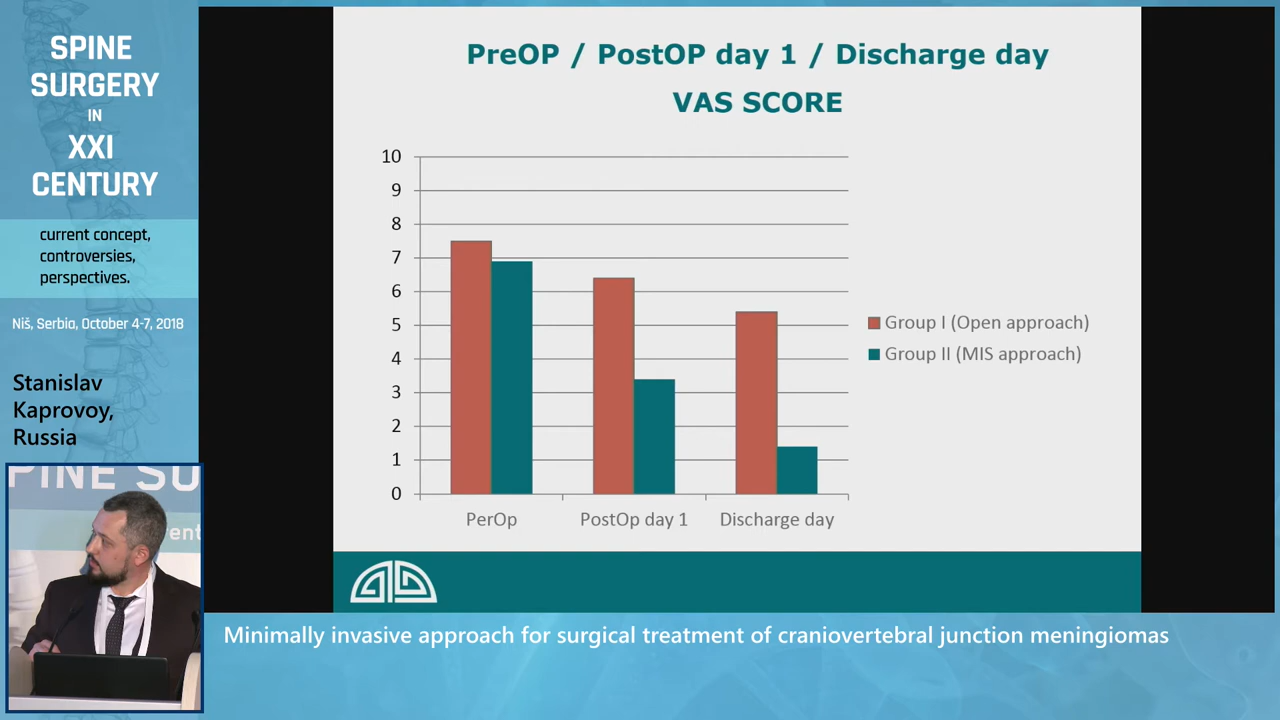 SPINE
SURGERY
IN
XXI
CENTURY
current concept,
controversies,
perspectives.
Niš, Serbia, October 4-7, 2018
Stanislav
Kaprovoy,
Russia
PINE SU
PreOP / PostOP day 1 / Discharge day
VAS SCORE
10
9
8
7
6
5
4
3
2
1
0
PerOp PostOp day 1 Discharge day
Group I (Open approach)
Group II (MIS approach)
Minimally invasive approach for surgical treatment of craniovertebral junction meningiomas